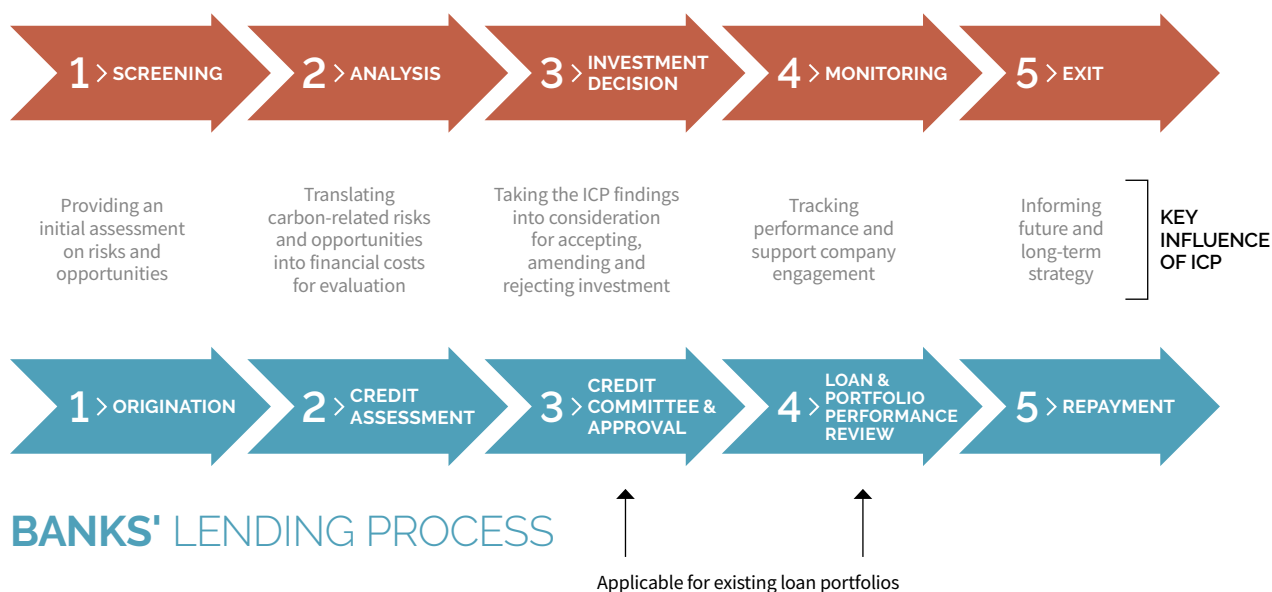 1 > SCREENING
2 > ANALYSIS
3 > INVESTMENT
DECISION
4 > MONITORING
5 > EXIT
Providing an
initial assessment
on risks and
opportunities
Translating
carbon-related risks
and opportunities
into financial costs
for evaluation
Taking the ICP findings
into consideration
for accepting,
amending and
rejecting investment
Tracking
performance and
support company
engagement
Informing
future and
long-term
strategy
KEY
INFLUENCE
OF ICP
1 > ORIGINATION
2 > CREDIT
ASSESSMENT
3 > CREDIT
COMMITTEE &
APPROVAL
4 > LOAN &
PORTFOLIO
PERFORMANCE
REVIEW
5 > REPAYMENT
BANKS' LENDING PROCESS
Applicable for existing loan portfolios